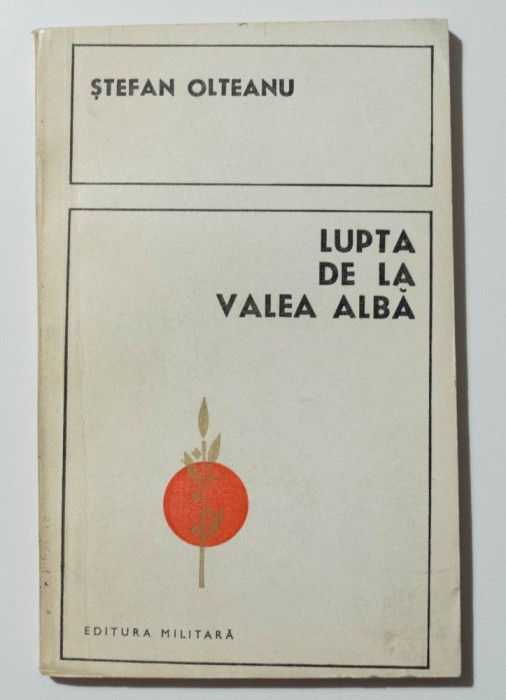 ȘTEFAN OLTEANU
LUPTA
DE LA
VALEA ALBĂ
EDITURA MILITARĂ